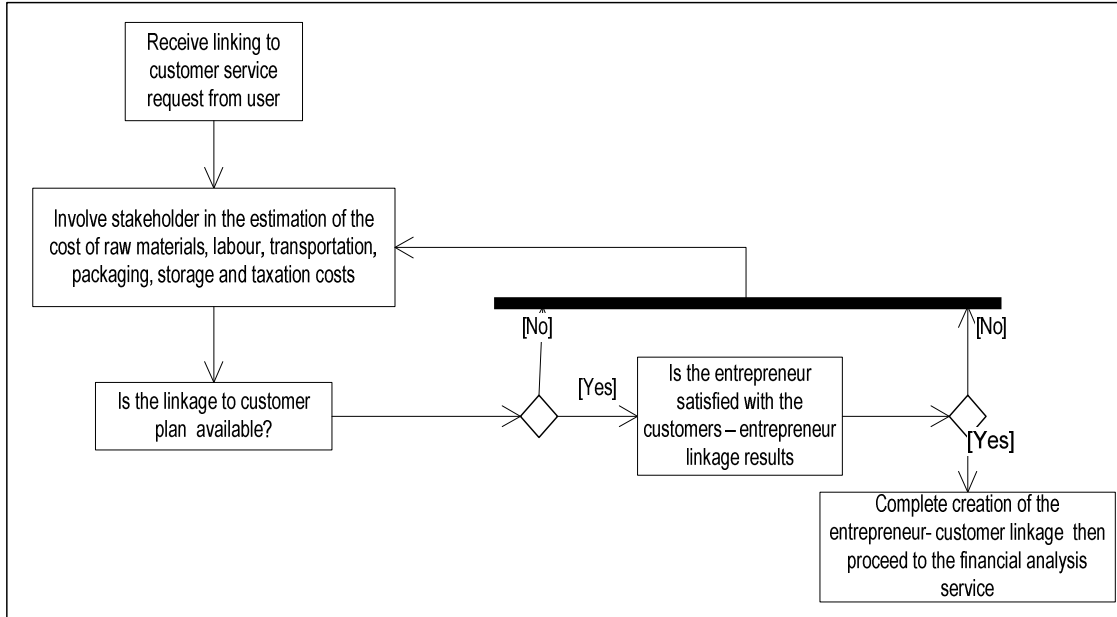 Receive linking to
customer service
request from user
Involve stakeholder in the estimation of the
cost of raw materials, labour, transportation,
packaging, storage and taxation costs
Is the linkage to customer
plan available?
[No]
[Yes]
Is the entrepreneur
satisfied with the
customers – entrepreneur
linkage results
[No]
[Yes]
Complete creation of the
entrepreneur- customer linkage then
proceed to the financial analysis
service